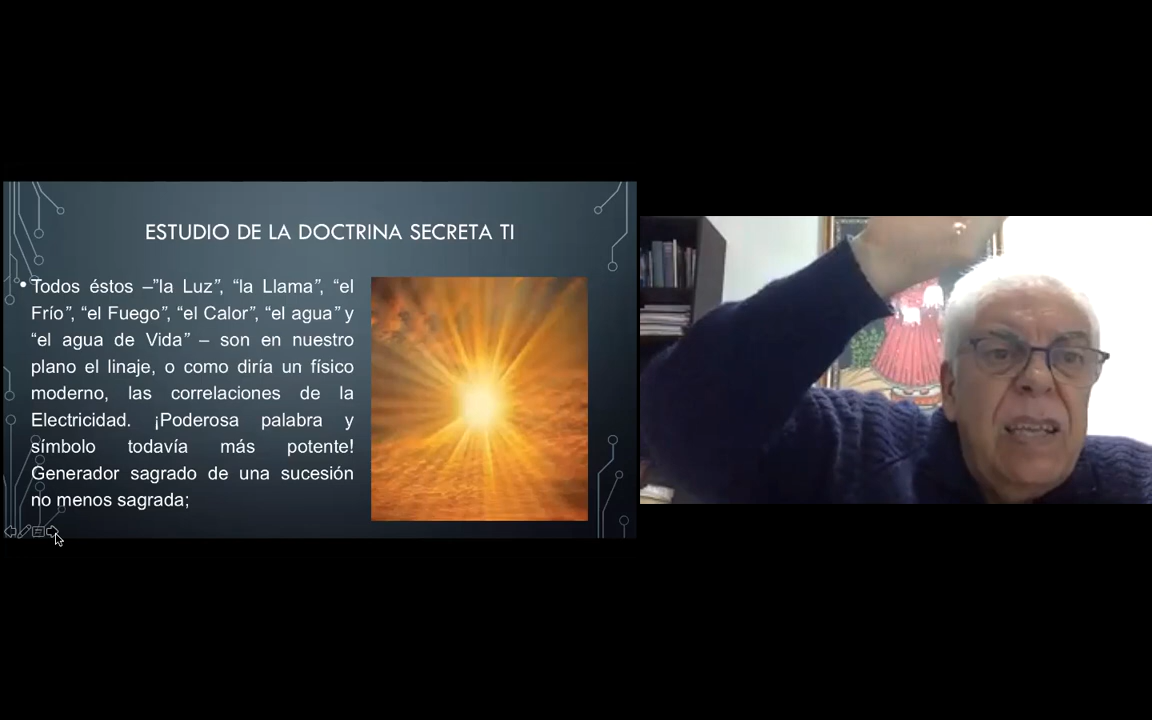 ESTUDIO DE LA DOCTRINA SECRETA TI
• Todos éstos –”la Luz”, “la Llama”, “el
Frío”, “el Fuego”, “el Calor”, “el agua” y
“el agua de Vida” – son en nuestro
plano el linaje, o como diría un físico
moderno, las correlaciones de la
Electricidad. ¡Poderosa palabra y
símbolo todavía más potente!
Generador sagrado de una sucesión
no menos sagrada;